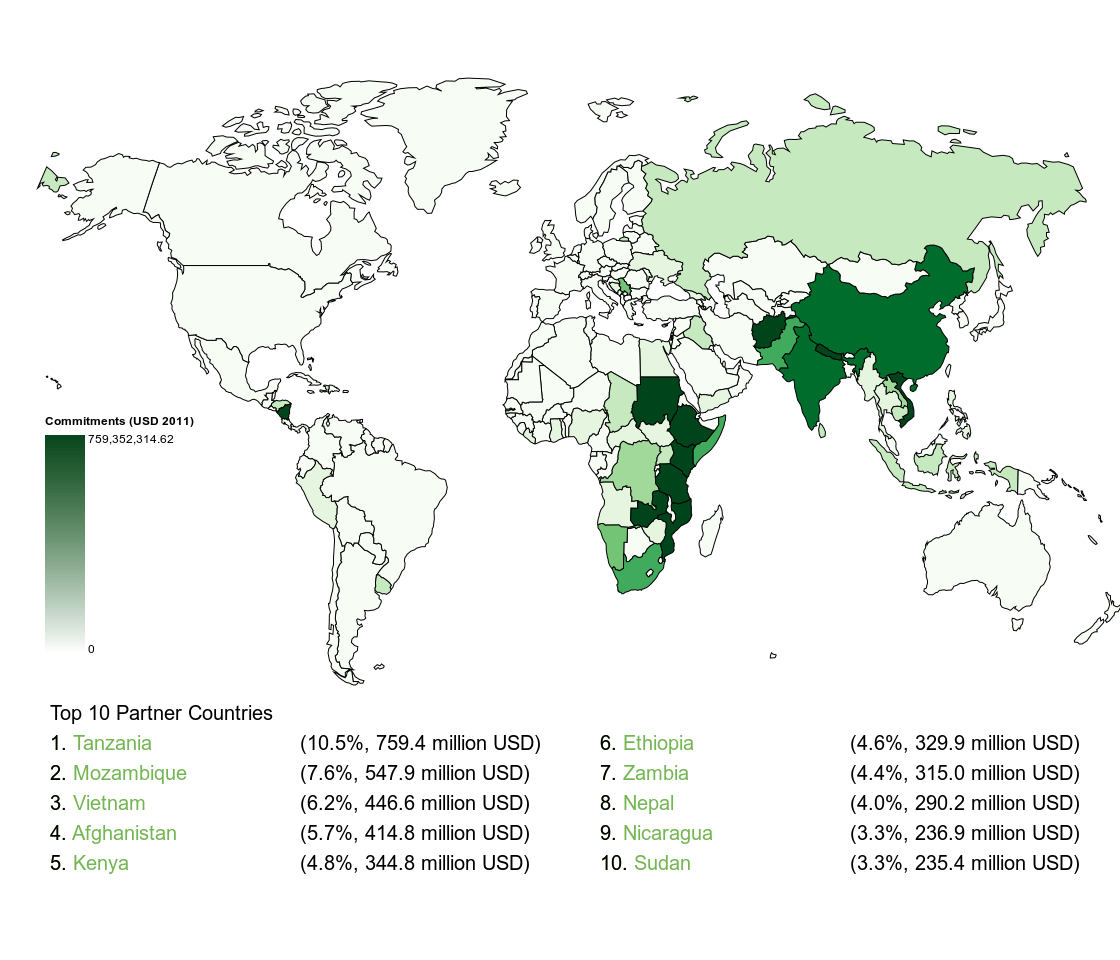 Commitments (USD 2011)
759,352,314.62
0
Top 10 Partner Countries
1. Tanzania (10.5%, 759.4 million USD)
2. Mozambique (7.6%, 547.9 million USD)
3. Vietnam (6.2%, 446.6 million USD)
4. Afghanistan (5.7%, 414.8 million USD)
5. Kenya (4.8%, 344.8 million USD)
6. Ethiopia (4.6%, 329.9 million USD)
7. Zambia (4.4%, 315.0 million USD)
8. Nepal (4.0%, 290.2 million USD)
9. Nicaragua (3.3%, 236.9 million USD)
10. Sudan (3.3%, 235.4 million USD)